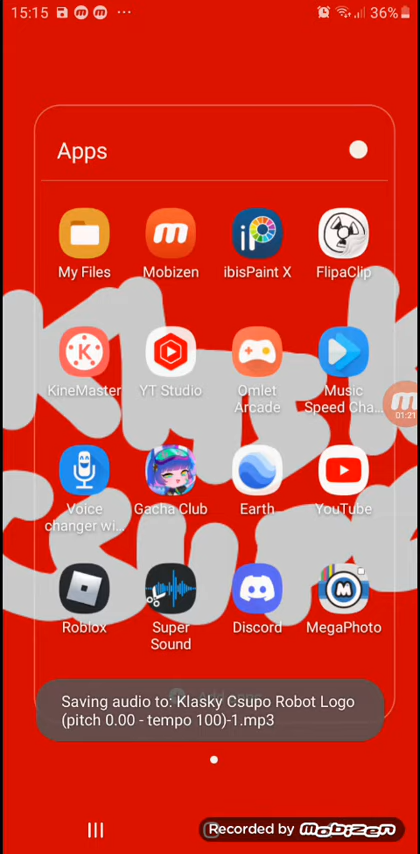 15:15
36%
Apps
My Files
Mobizen
ibisPaint X
FlipaClip
KineMaster
YT Studio
Omlet
Arcade
Music
Speed Cha...
01:21
Voice
changer wi...
Gacha Club
Earth
YouTube
Roblox
Super
Sound
Discord
MegaPhoto
Saving audio to: Klasky Csupo Robot Logo
(pitch 0.00 - tempo 100)-1.mp3
Recorded by mobizen